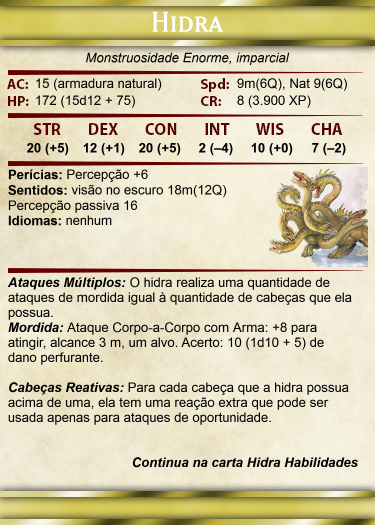 Hidra
Monstruosidade Enorme, imparcial
AC: 15 (armadura natural) Spd: 9m(6Q), Nat 9(6Q)
HP: 172 (15d12 + 75) CR: 8 (3.900 XP)
STR DEX CON INT WIS CHA
20 (+5) 12 (+1) 20 (+5) 2 (–4) 10 (+0) 7 (–2)
Perícias: Percepção +6
Sentidos: visão no escuro 18m(12Q)
Percepção passiva 16
Idiomas: nenhum
Ataques Múltiplos: O hidra realiza uma quantidade de
ataques de mordida igual à quantidade de cabeças que ela
possua.
Mordida: Ataque Corpo-a-Corpo com Arma: +8 para
atingir, alcance 3 m, um alvo. Acerto: 10 (1d10 + 5) de
dano perfurante.
Cabeças Reativas: Para cada cabeça que a hidra possua
acima de uma, ela tem uma reação extra que pode ser
usada apenas para ataques de oportunidade.
Continua na carta Hidra Habilidades